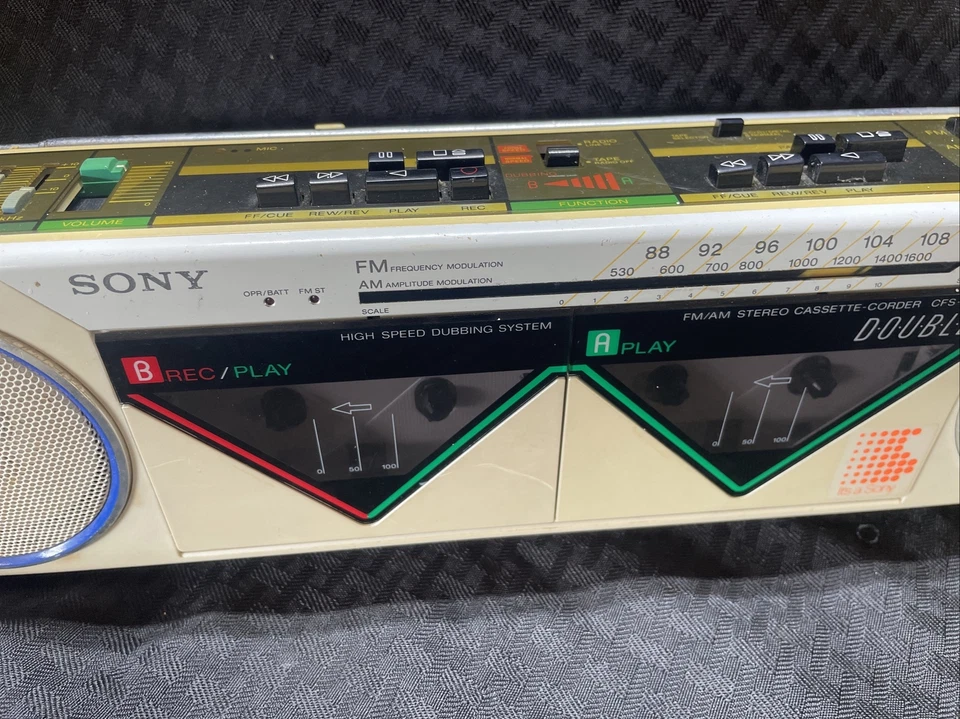 MIC
VOLUME
FF/CUE REW/REV PLAY REC
RADIO
TAPE
DUBBING
B A
FUNCTION
FF/CUE REW/REV PLAY
SONY
OPR/BATT FM ST
FM FREQUENCY MODULATION
AM AMPLITUDE MODULATION
SCALE
88 92 96 100 104 108
530 600 700 800 1000 1200 1400 1600
0 1 2 3 4 5 6 7 8 9 10
HIGH SPEED DUBBING SYSTEM
B REC/PLAY
0 50 100
FM/AM STEREO CASSETTE-CORDER CFS-
A PLAY
0 50 100
It's a Sony